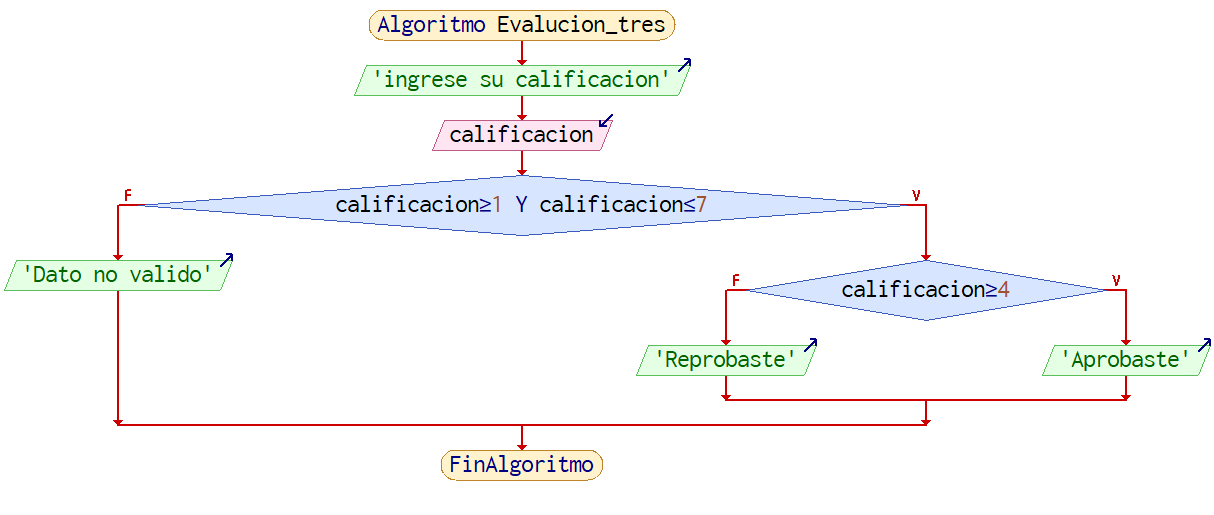 Algoritmo Evalucion_tres
'ingrese su calificacion'
calificacion
F
V
calificacion≥1 Y calificacion≤7
'Dato no valido'
F
V
calificacion≥4
'Reprobaste'
'Aprobaste'
FinAlgoritmo